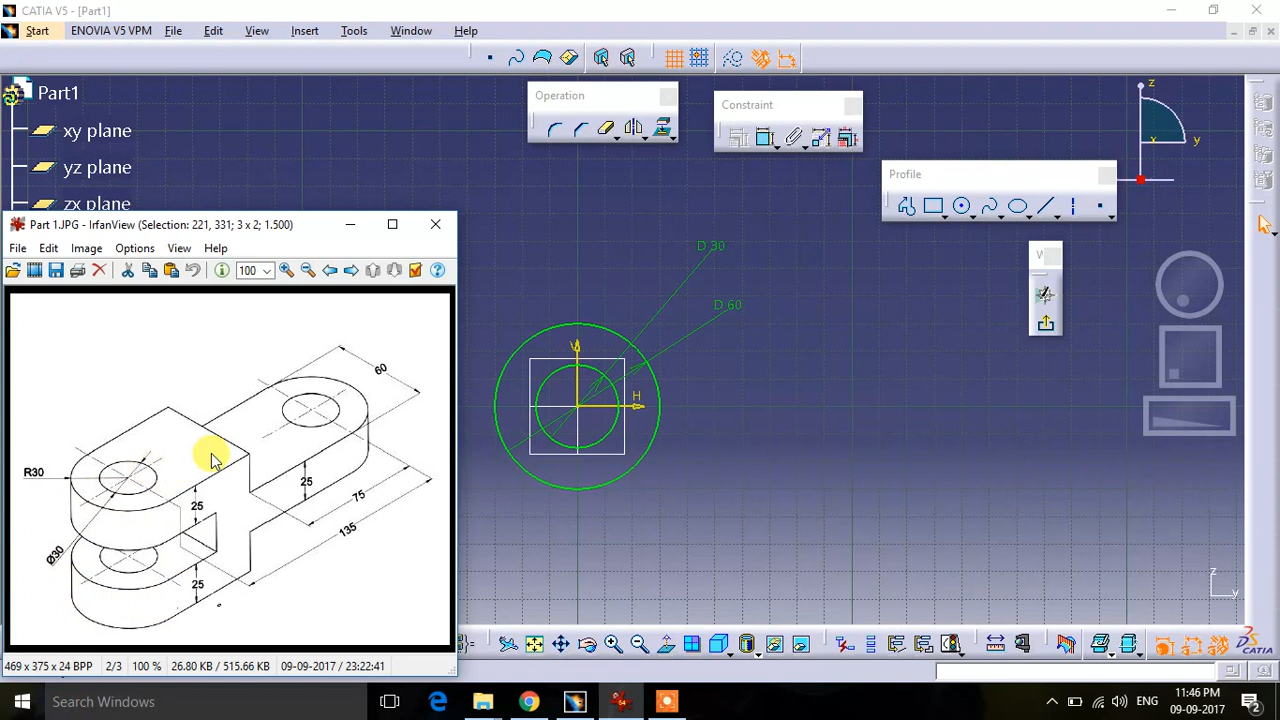 CATIA V5 - [Part1]
Start ENOVIA V5 VPM File Edit View Insert Tools Window Help
Part1
xy plane
yz plane
zx plane
Operation
Constraint
Profile
z
x
y
Part 1.JPG - IrfanView (Selection: 221, 331; 3 x 2; 1.500)
File Edit Image Options View Help
100
D 30
D 60
V
H
60
R30
25
25
75
135
Ø30
25
z
y
469 x 375 x 24 BPP 2/3 100 % 26.80 KB / 515.66 KB 09-09-2017 / 23:22:41
CATIA
Search Windows
64
ENG
11:46 PM
09-09-2017
2